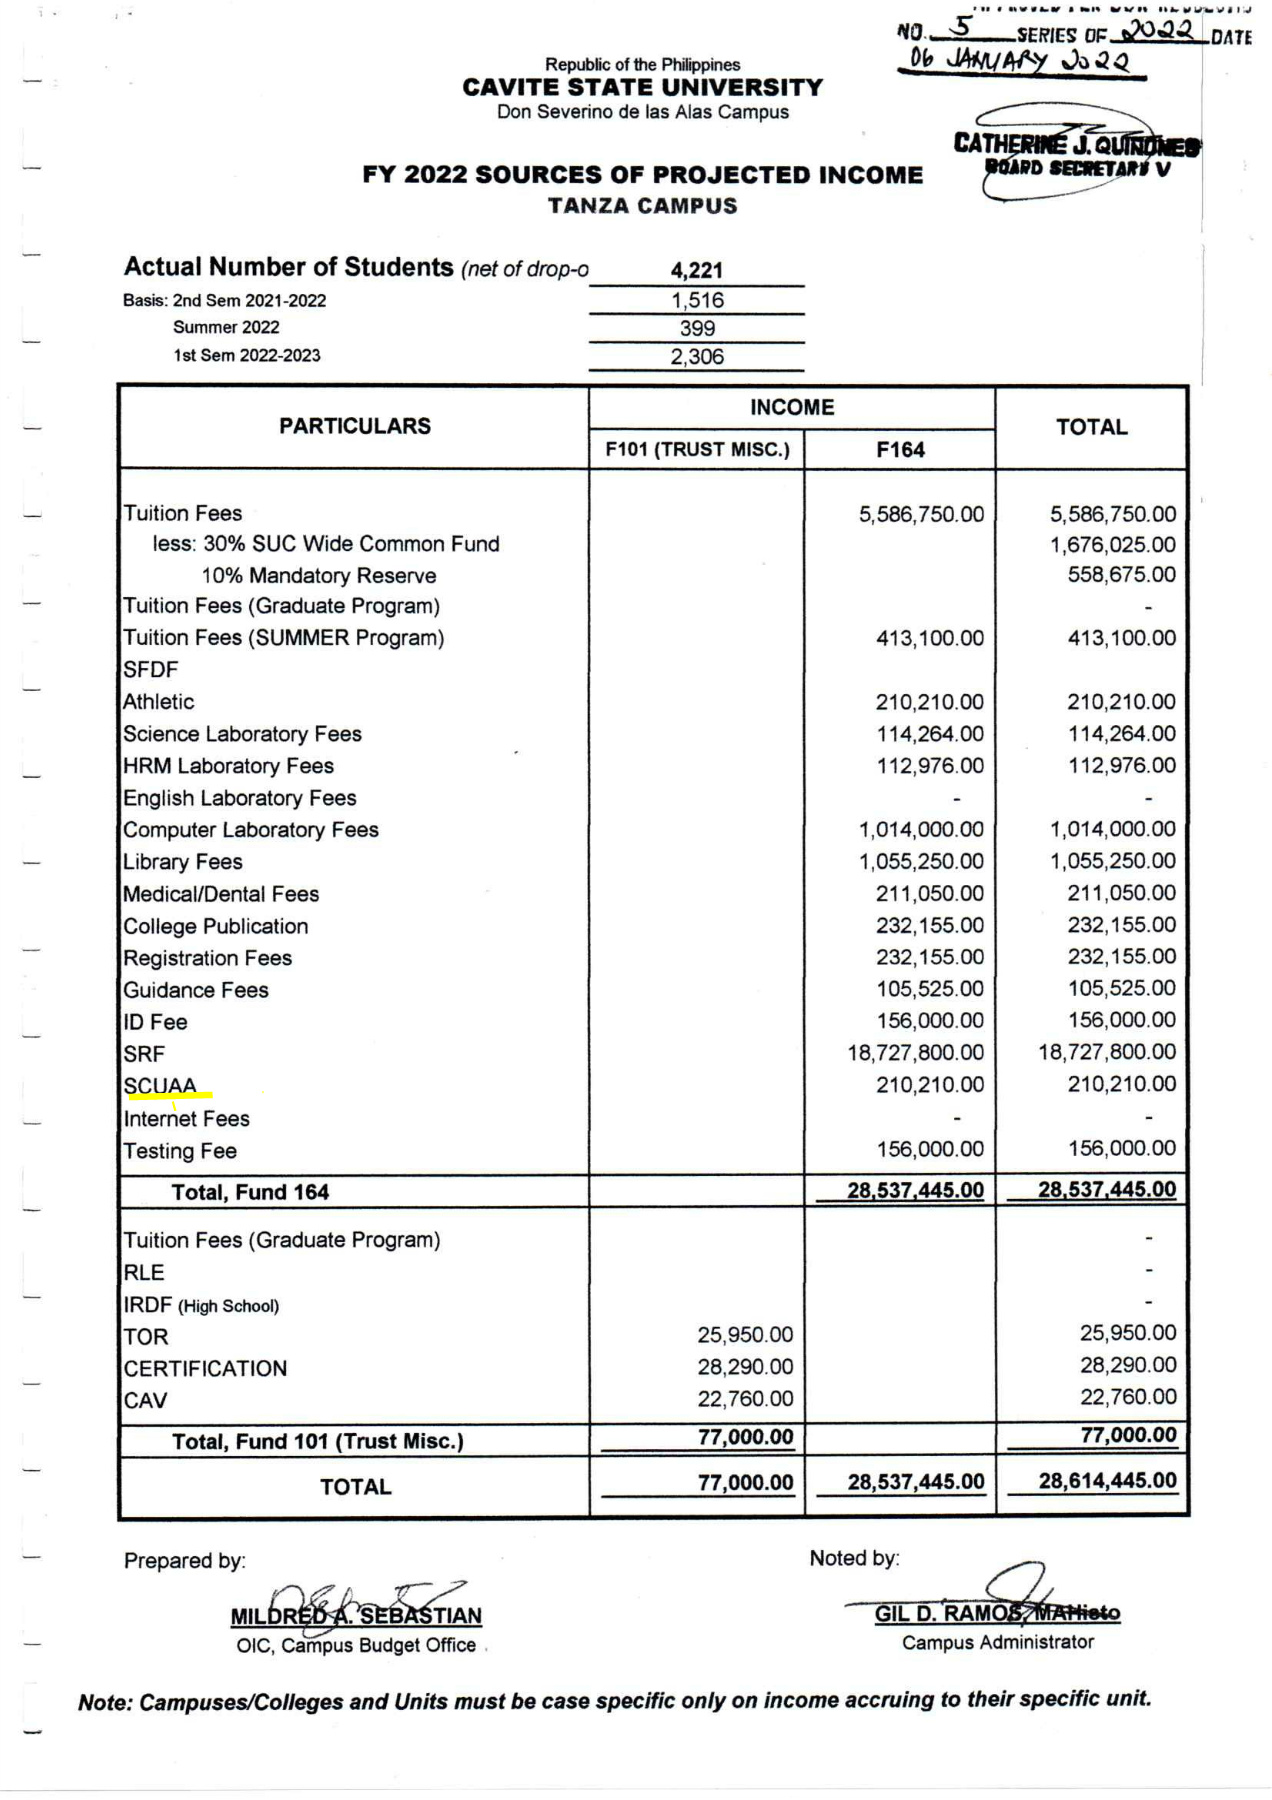 NO. 5 SERIES OF 2022 DATE
06 JANUARY 2022
Republic of the Philippines
CAVITE STATE UNIVERSITY
Don Severino de las Alas Campus
CATHERINE J. QUIÑONES
BOARD SECRETARY V
FY 2022 SOURCES OF PROJECTED INCOME
TANZA CAMPUS
Actual Number of Students (net of drop-o 4,221
Basis: 2nd Sem 2021-2022 1,516
Summer 2022 399
1st Sem 2022-2023 2,306
PARTICULARS INCOME TOTAL
F101 (TRUST MISC.) F164
Tuition Fees 5,586,750.00 5,586,750.00
less: 30% SUC Wide Common Fund 1,676,025.00
10% Mandatory Reserve 558,675.00
Tuition Fees (Graduate Program) -
Tuition Fees (SUMMER Program) 413,100.00 413,100.00
SFDF
Athletic 210,210.00 210,210.00
Science Laboratory Fees 114,264.00 114,264.00
HRM Laboratory Fees 112,976.00 112,976.00
English Laboratory Fees - -
Computer Laboratory Fees 1,014,000.00 1,014,000.00
Library Fees 1,055,250.00 1,055,250.00
Medical/Dental Fees 211,050.00 211,050.00
College Publication 232,155.00 232,155.00
Registration Fees 232,155.00 232,155.00
Guidance Fees 105,525.00 105,525.00
ID Fee 156,000.00 156,000.00
SRF 18,727,800.00 18,727,800.00
SCUAA 210,210.00 210,210.00
Internet Fees - -
Testing Fee 156,000.00 156,000.00
Total, Fund 164 28,537,445.00 28,537,445.00
Tuition Fees (Graduate Program) -
RLE -
IRDF (High School) -
TOR 25,950.00 25,950.00
CERTIFICATION 28,290.00 28,290.00
CAV 22,760.00 22,760.00
Total, Fund 101 (Trust Misc.) 77,000.00 77,000.00
TOTAL 77,000.00 28,537,445.00 28,614,445.00
Prepared by: Noted by:
MILDRED A. SEBASTIAN GIL D. RAMOS, MAHisto
OIC, Campus Budget Office Campus Administrator
Note: Campuses/Colleges and Units must be case specific only on income accruing to their specific unit.